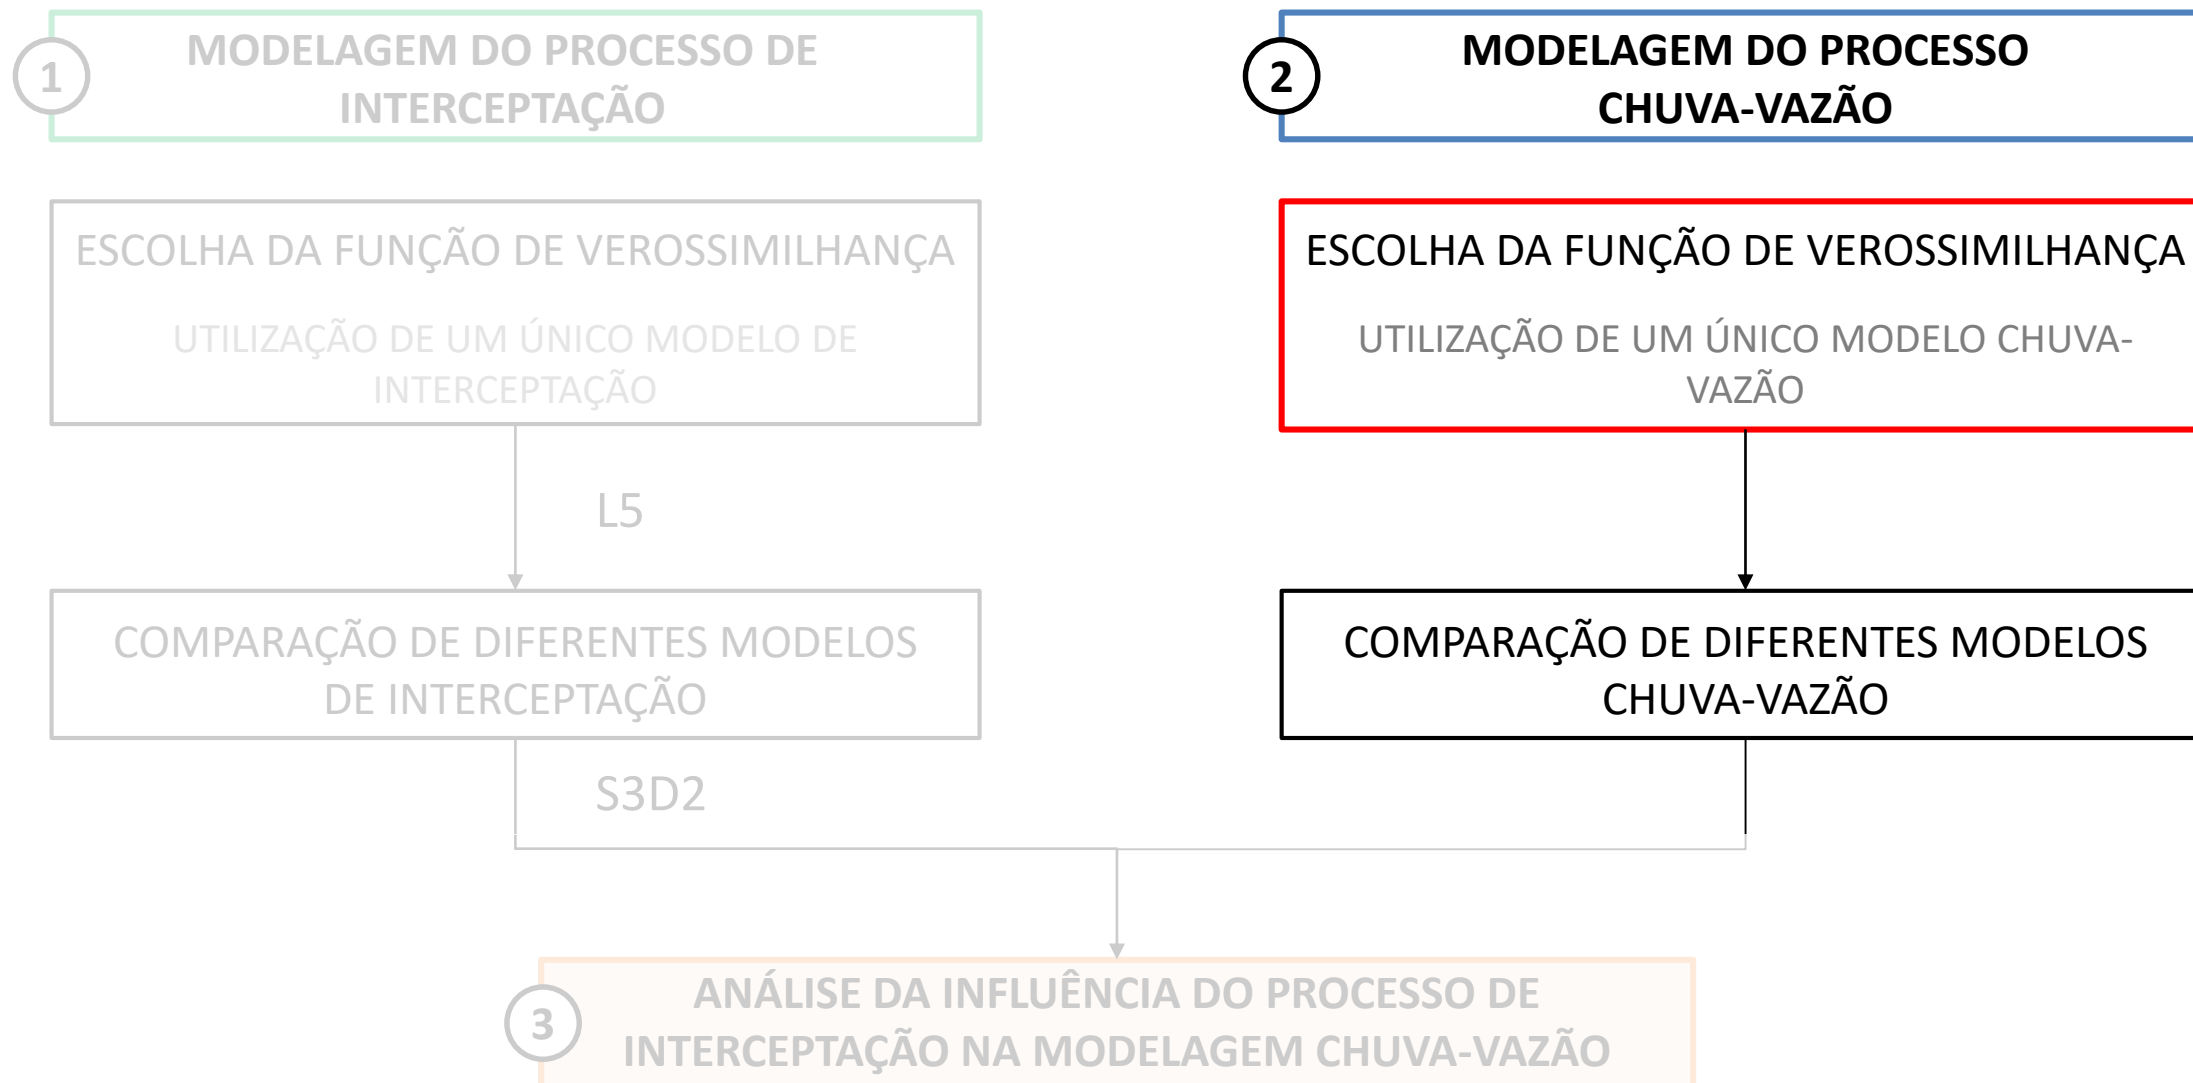 1
MODELAGEM DO PROCESSO DE
INTERCEPTAÇÃO
ESCOLHA DA FUNÇÃO DE VEROSSIMILHANÇA
UTILIZAÇÃO DE UM ÚNICO MODELO DE
INTERCEPTAÇÃO
L5
COMPARAÇÃO DE DIFERENTES MODELOS
DE INTERCEPTAÇÃO
S3D2
2
MODELAGEM DO PROCESSO
CHUVA-VAZÃO
ESCOLHA DA FUNÇÃO DE VEROSSIMILHANÇA
UTILIZAÇÃO DE UM ÚNICO MODELO CHUVA-
VAZÃO
COMPARAÇÃO DE DIFERENTES MODELOS
CHUVA-VAZÃO
3
ANÁLISE DA INFLUÊNCIA DO PROCESSO DE
INTERCEPTAÇÃO NA MODELAGEM CHUVA-VAZÃO